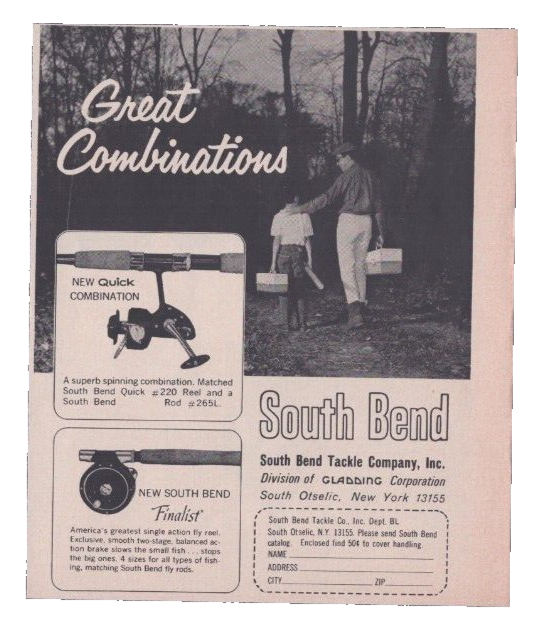 Great
Combinations
NEW Quick
COMBINATION
A superb spinning combination. Matched
South Bend Quick #220 Reel and a
South Bend Rod #265L.
NEW SOUTH BEND
Finalist
America's greatest single action fly reel.
Exclusive, smooth two-stage, balanced ac-
tion brake slows the small fish ... stops
the big ones. 4 sizes for all types of fish-
ing, matching South Bend fly rods.
South Bend
South Bend Tackle Company, Inc.
Division of GLADDING Corporation
South Otselic, New York 13155
South Bend Tackle Co., Inc. Dept. BL
South Otselic, N.Y. 13155. Please send South Bend
catalog. Enclosed find 50¢ to cover handling.
NAME
ADDRESS
CITY ZIP